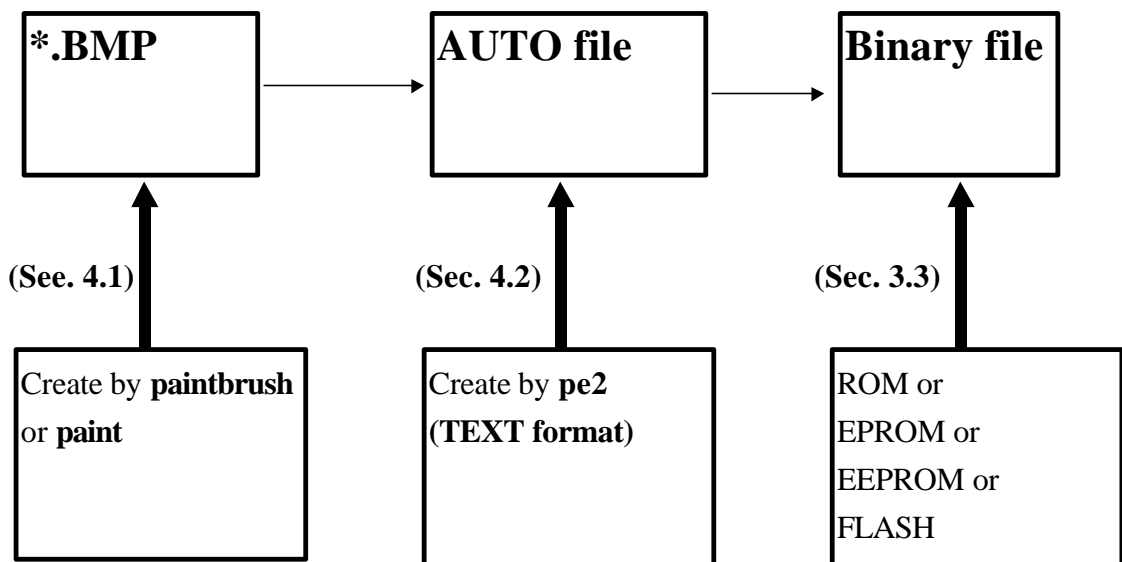 *.BMP
AUTO file
Binary file
(See. 4.1)
(Sec. 4.2)
(Sec. 3.3)
Create by paintbrush
or paint
Create by pe2
(TEXT format)
ROM or
EPROM or
EEPROM or
FLASH